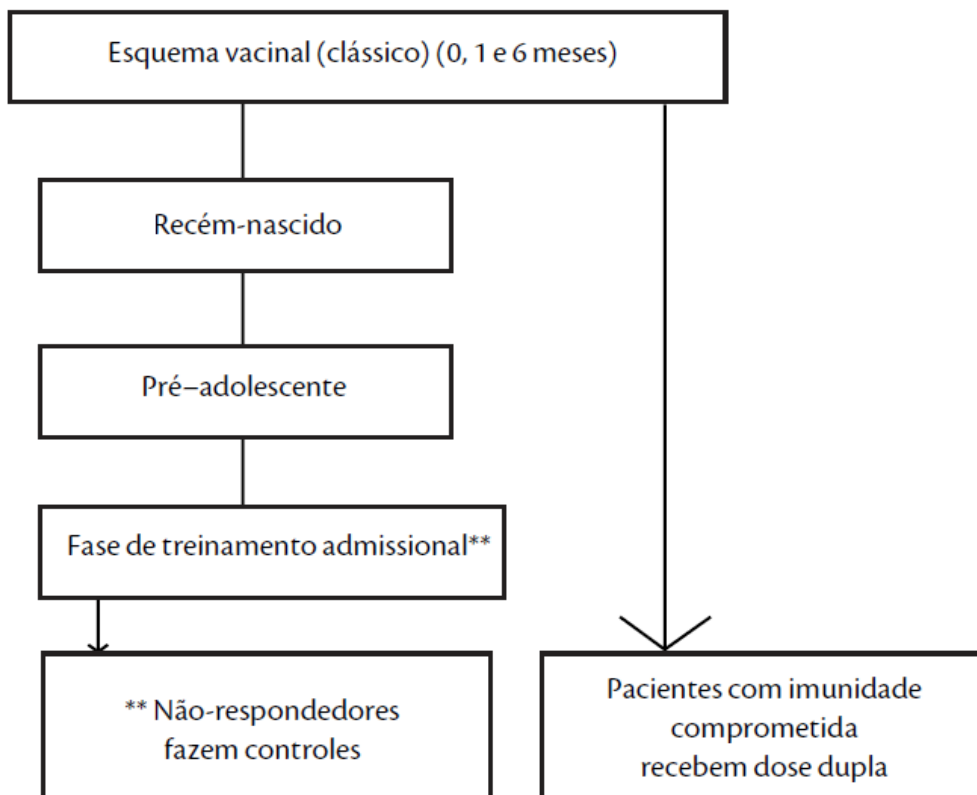 Esquema vacinal (clássico) (0, 1 e 6 meses)
Recém-nascido
Pré–adolescente
Fase de treinamento admissional**
** Não-respondedores
fazem controles
Pacientes com imunidade
comprometida
recebem dose dupla